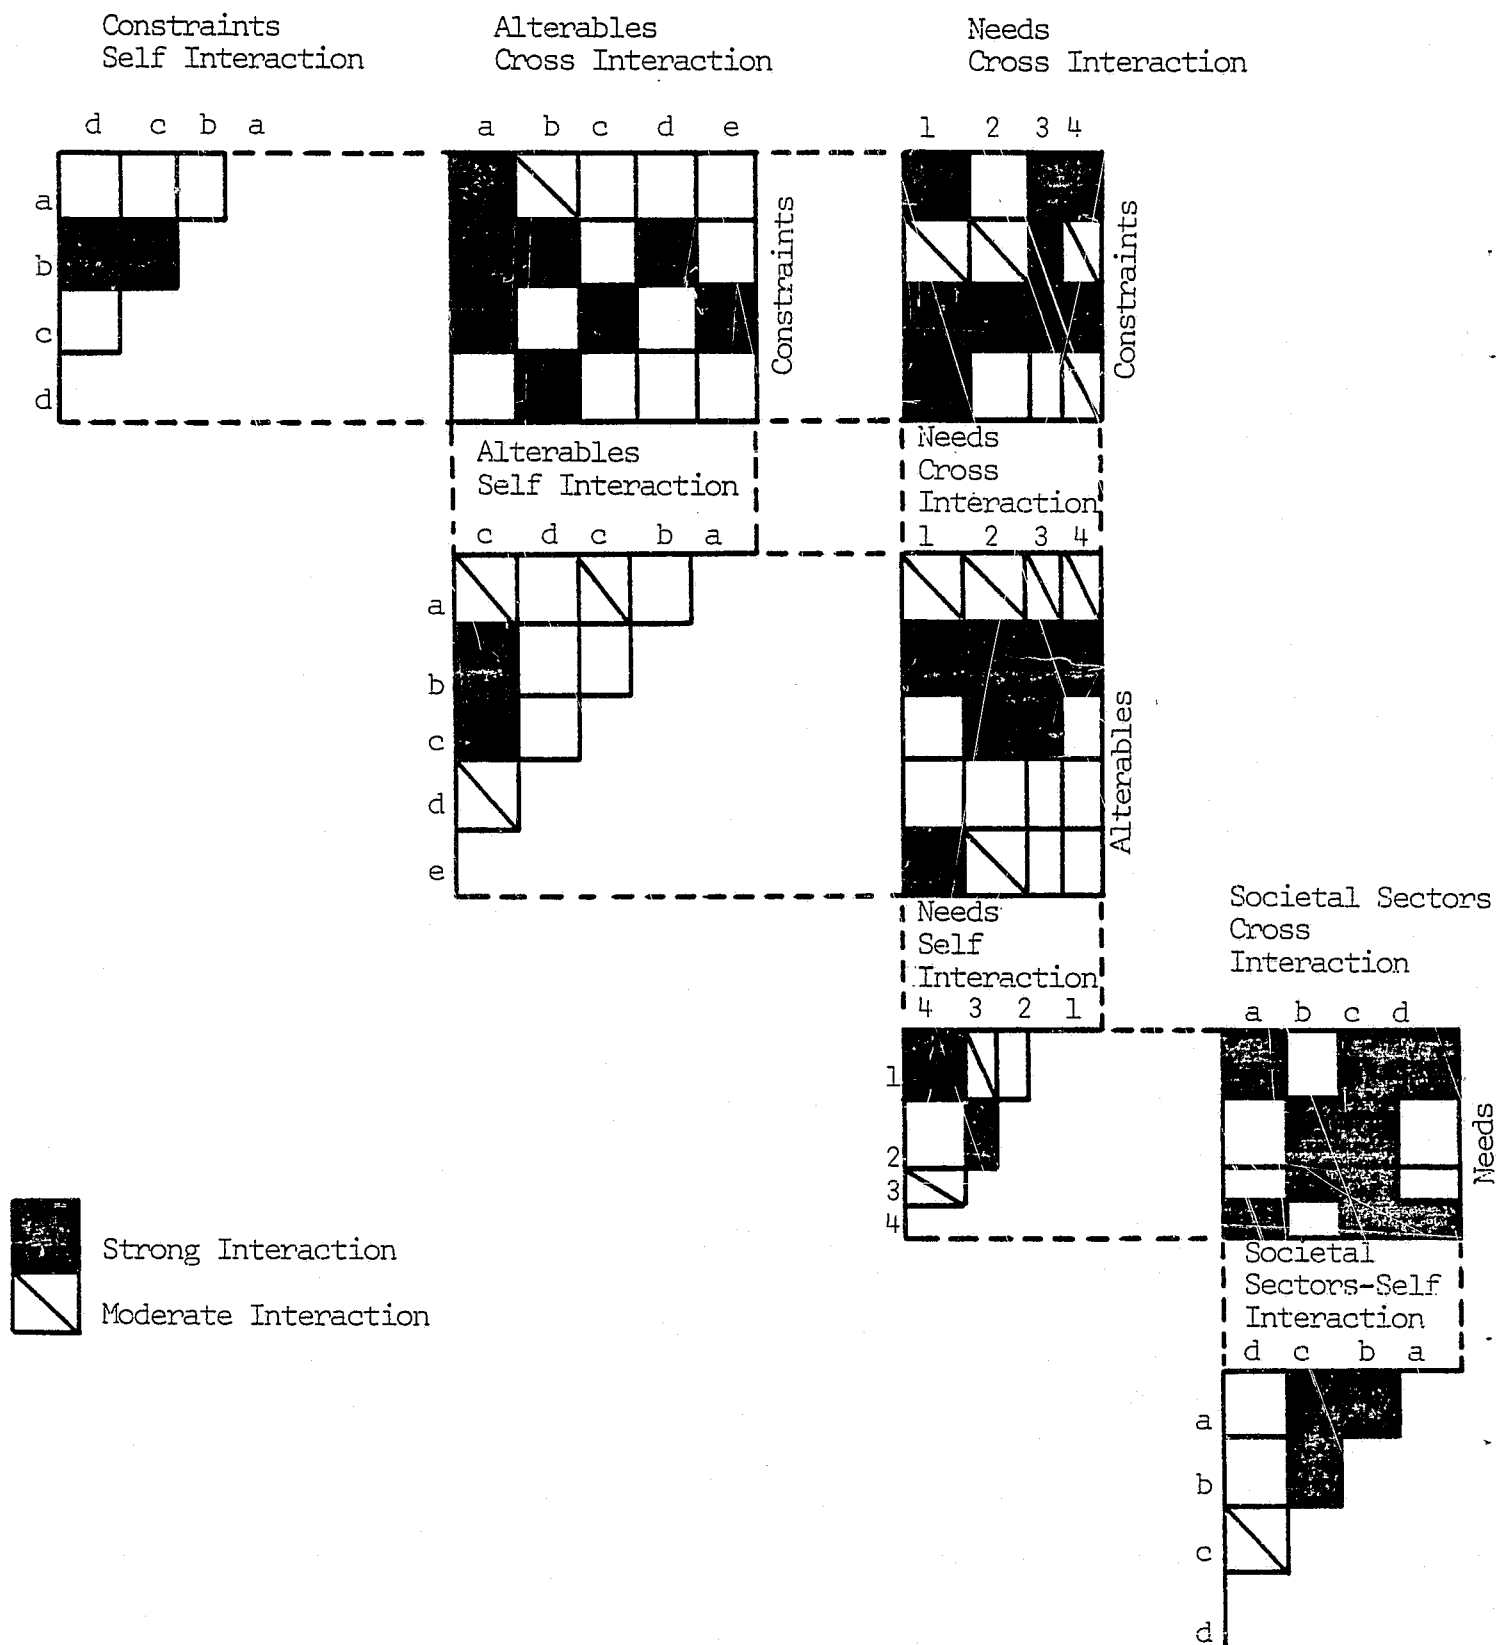 Constraints
Self Interaction
Alterables
Cross Interaction
Needs
Cross Interaction
d c b a
a b c d e
1 2 3 4
a
b
c
d
Constraints
Constraints
Alterables
Self Interaction
Needs
Cross
Interaction
c d c b a
1 2 3 4
a
b
c
d
e
Alterables
Needs
Self
Interaction
4 3 2 1
Societal Sectors
Cross
Interaction
a b c d
1
2
3
4
Needs
Strong Interaction
Moderate Interaction
Societal
Sectors-Self
Interaction
d c b a
a
b
c
d